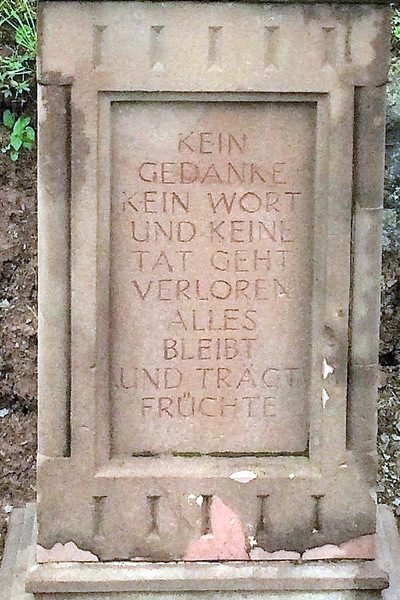 KEIN
GEDANKE
KEIN WORT
UND KEINE
TAT GEHT
VERLOREN
ALLES
BLEIBT
UND TRÄGT
FRÜCHTE